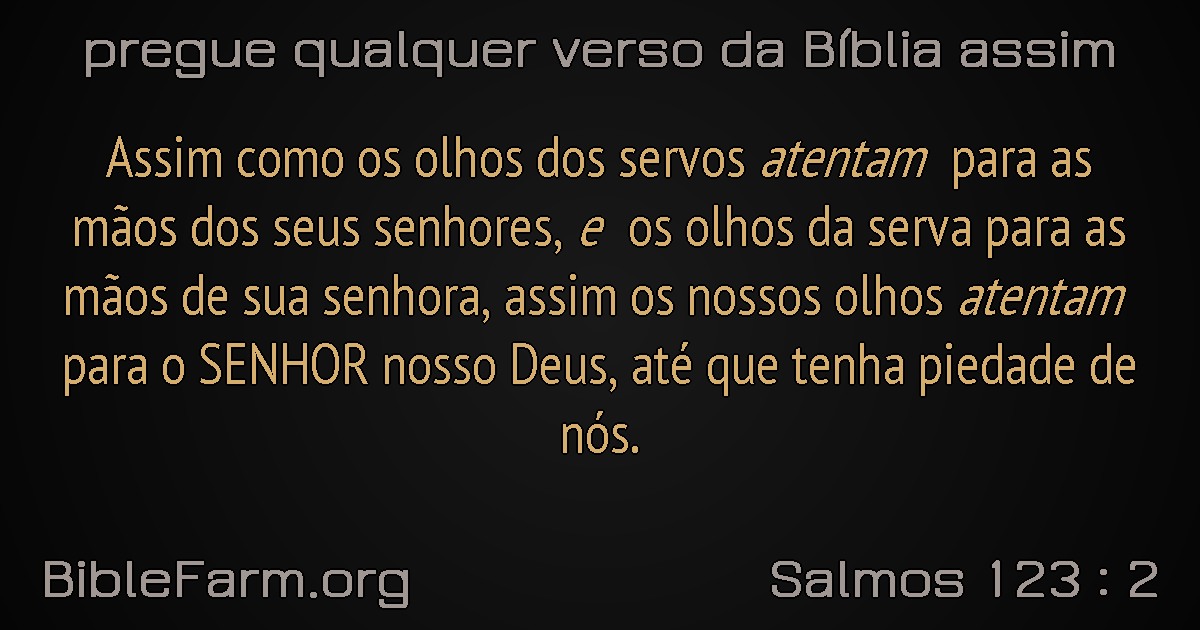 pregue qualquer verso da Bíblia assim
Assim como os olhos dos servos atentam para as
mãos dos seus senhores, e os olhos da serva para as
mãos de sua senhora, assim os nossos olhos atentam
para o SENHOR nosso Deus, até que tenha piedade de
nós.
BibleFarm.org
Salmos 123 : 2